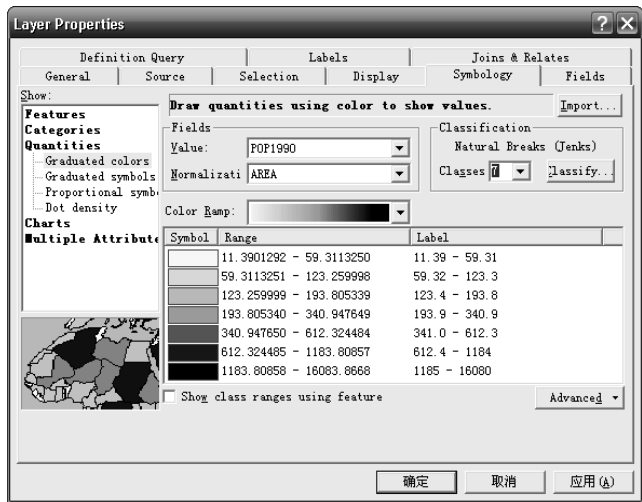 Layer Properties
Definition Query Labels Joins & Relates
General Source Selection Display Symbology Fields
Show:
Features
Categories
Quantities
Graduated colors
Graduated symbols
Proportional symb
Dot density
Charts
Multiple Attribute
Draw quantities using color to show values.
Import...
Fields
Value: POP1990
Normalizati AREA
Classification
Natural Breaks (Jenks)
Classes 7
Classify...
Color Ramp:
Symbol Range Label
11.3901292 - 59.3113250 11.39 - 59.31
59.3113251 - 123.259998 59.32 - 123.3
123.259999 - 193.805339 123.4 - 193.8
193.805340 - 340.947649 193.9 - 340.9
340.947650 - 612.324484 341.0 - 612.3
612.324485 - 1183.80857 612.4 - 1184
1183.80858 - 16083.8668 1185 - 16080
Show class ranges using feature
Advanced
确定 取消 应用(A)